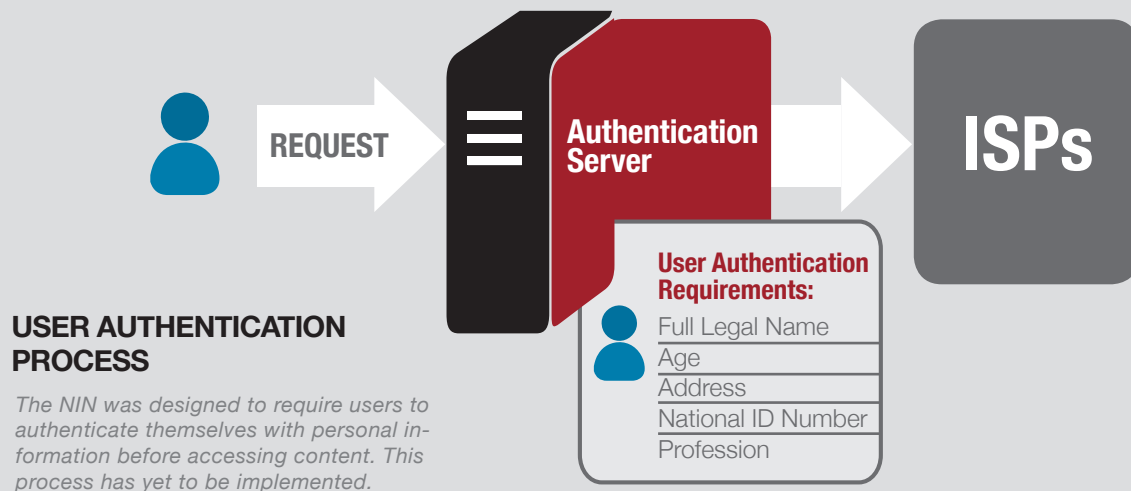 REQUEST
Authentication
Server
ISPs
User Authentication
Requirements:
Full Legal Name
Age
Address
National ID Number
Profession
USER AUTHENTICATION
PROCESS
The NIN was designed to require users to
authenticate themselves with personal in-
formation before accessing content. This
process has yet to be implemented.